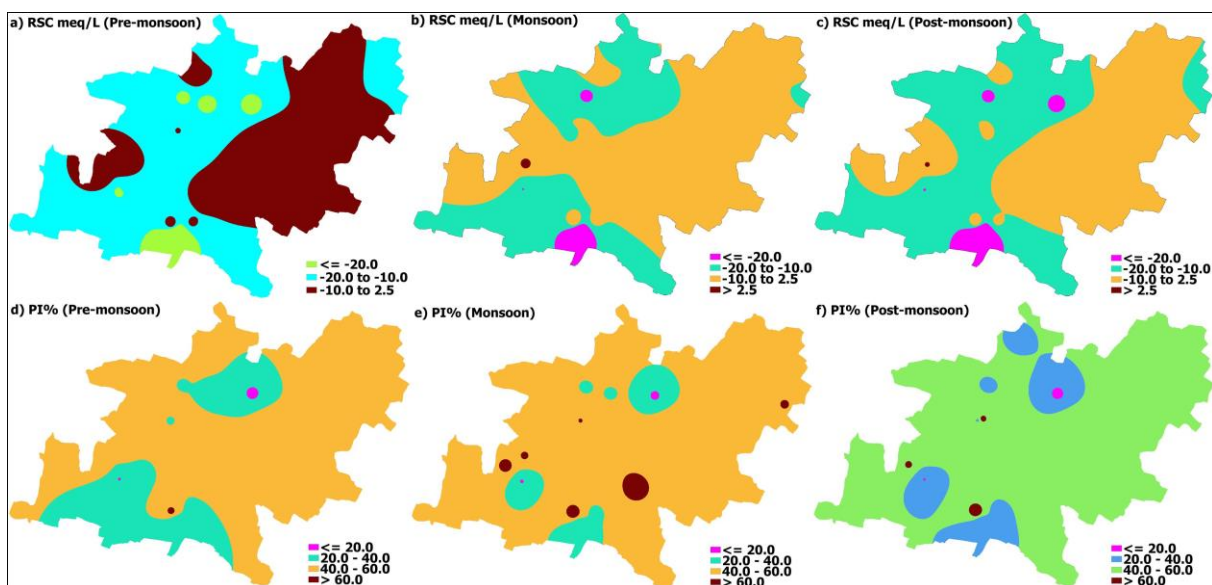 a) RSC meq/L (Pre-monsoon)
<= -20.0
-20.0 to -10.0
-10.0 to 2.5
b) RSC meq/L (Monsoon)
<= -20.0
-20.0 to -10.0
-10.0 to 2.5
> 2.5
c) RSC meq/L (Post-monsoon)
<= -20.0
-20.0 to -10.0
-10.0 to 2.5
> 2.5
d) PI% (Pre-monsoon)
<= 20.0
20.0 - 40.0
40.0 - 60.0
> 60.0
e) PI% (Monsoon)
<= 20.0
20.0 - 40.0
40.0 - 60.0
> 60.0
f) PI% (Post-monsoon)
<= 20.0
20.0 - 40.0
40.0 - 60.0
> 60.0